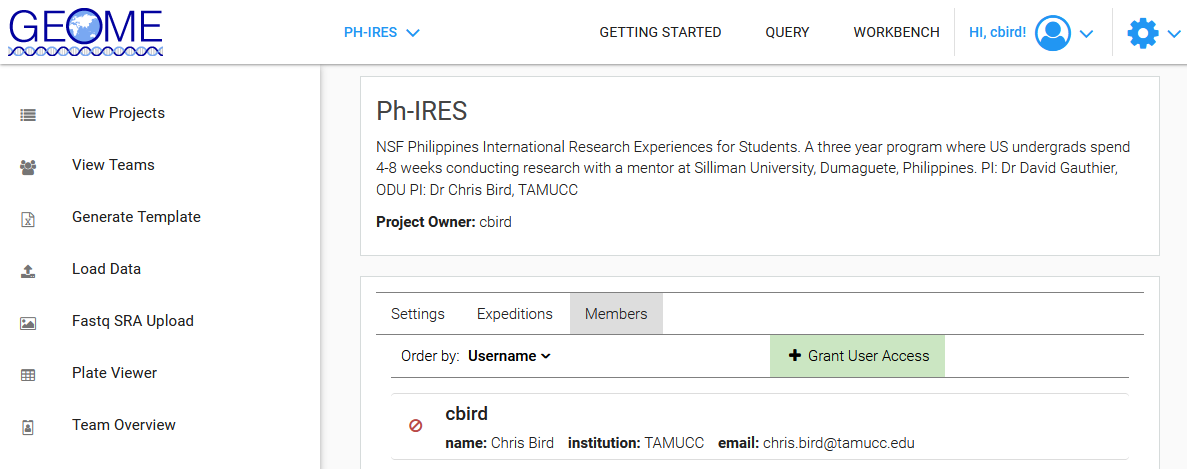 GEOME
PH-IRES
GETTING STARTED
QUERY
WORKBENCH
HI, cbird!
View Projects
View Teams
Generate Template
Load Data
Fastq SRA Upload
Plate Viewer
Team Overview
Ph-IRES
NSF Philippines International Research Experiences for Students. A three year program where US undergrads spend
4-8 weeks conducting research with a mentor at Silliman University, Dumaguete, Philippines. PI: Dr David Gauthier,
ODU PI: Dr Chris Bird, TAMUCC
Project Owner: cbird
Settings Expeditions Members
Order by: Username
Grant User Access
cbird
name: Chris Bird institution: TAMUCC email: chris.bird@tamucc.edu